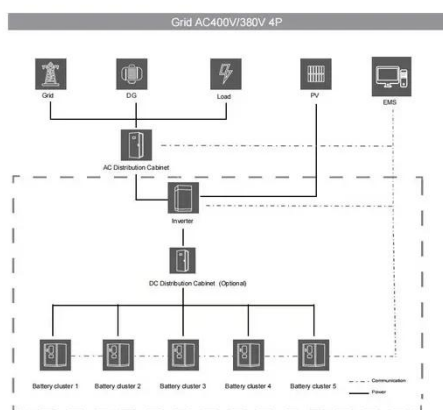 Grid AC400V/380V 4P
Grid
DG
Load
PV
EMS
AC Distribution Cabinet
Inverter
DC Distribution Cabinet (Optional)
Battery cluster 1
Battery cluster 2
Battery cluster 3
Battery cluster 4
Battery cluster 5
Communication
Power